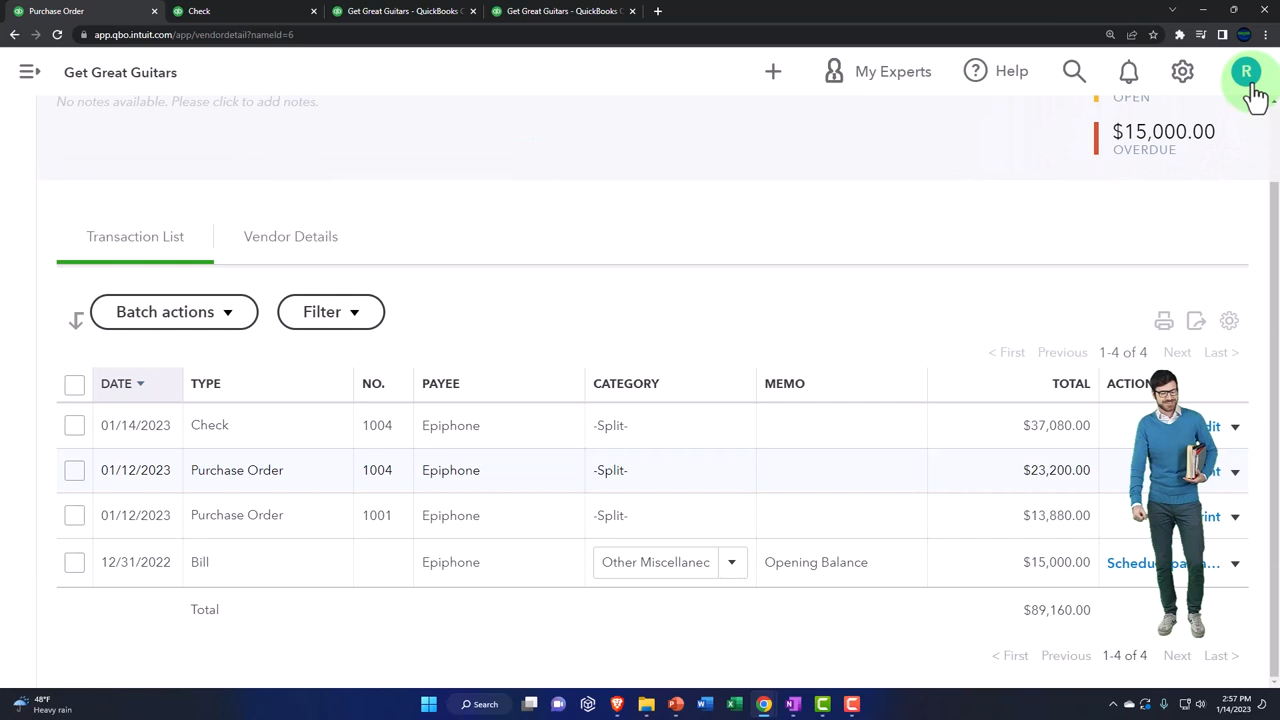 Purchase Order
Check
Get Great Guitars - QuickBooks C
Get Great Guitars - QuickBooks C
app.qbo.intuit.com/app/vendordetail?nameId=6
Get Great Guitars
My Experts
Help
R
No notes available. Please click to add notes.
OPEN
$15,000.00
OVERDUE
Transaction List
Vendor Details
Batch actions
Filter
< First Previous 1-4 of 4 Next Last >
DATE TYPE NO. PAYEE CATEGORY MEMO TOTAL
01/14/2023 Check 1004 Epiphone -Split- $37,080.00
01/12/2023 Purchase Order 1004 Epiphone -Split- $23,200.00
01/12/2023 Purchase Order 1001 Epiphone -Split- $13,880.00
12/31/2022 Bill Epiphone Other Miscellanec Opening Balance $15,000.00
Total $89,160.00
< First Previous 1-4 of 4 Next Last >
48°F
Heavy rain
Search
2:57 PM
1/14/2023